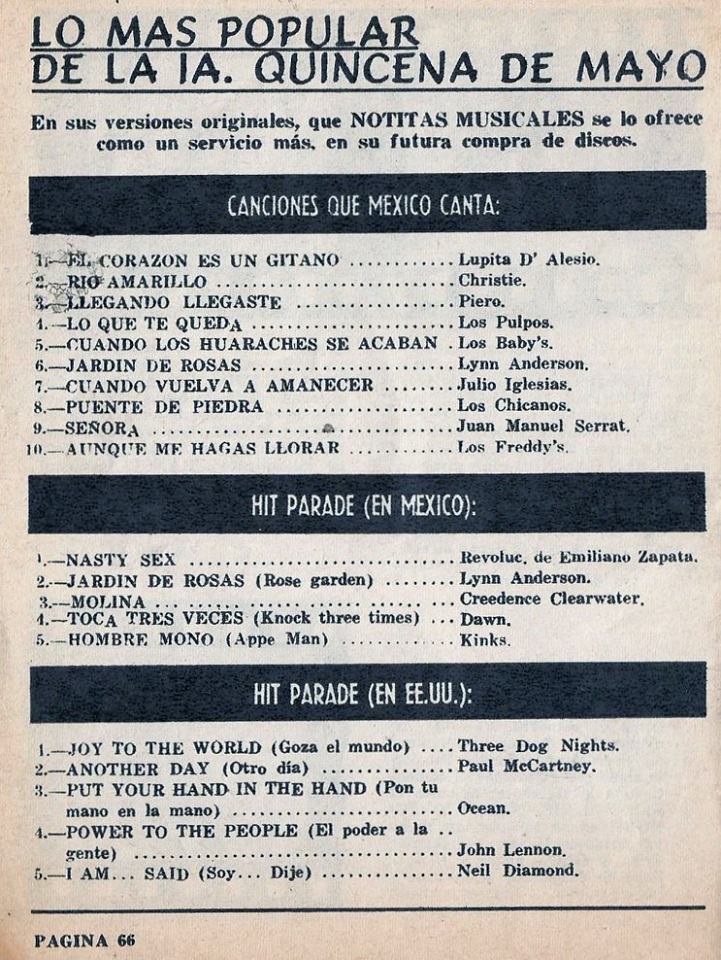 LO MAS POPULAR
DE LA 1A. QUINCENA DE MAYO
En sus versiones originales, que NOTITAS MUSICALES se lo ofrece
como un servicio más, en su futura compra de discos.
CANCIONES QUE MEXICO CANTA:
1.—EL CORAZON ES UN GITANO ............ Lupita D' Alesio.
2.—RIO AMARILLO .......................... Christie.
3.—LLEGANDO LLEGASTE .................. Piero.
4.—LO QUE TE QUEDA ...................... Los Pulpos.
5.—CUANDO LOS HUARACHES SE ACABAN . Los Baby's.
6.—JARDIN DE ROSAS ...................... Lynn Anderson.
7.—CUANDO VUELVA A AMANECER ........ Julio Iglesias.
8.—PUENTE DE PIEDRA .................... Los Chicanos.
9.—SEÑORA ................................ Juan Manuel Serrat.
10.—AUNQUE ME HAGAS LLORAR ............ Los Freddy's.
HIT PARADE (EN MEXICO):
1.—NASTY SEX ............................ Revoluc. de Emiliano Zapata.
2.—JARDIN DE ROSAS (Rose garden) ........ Lynn Anderson.
3.—MOLINA ... ... ... ... ... ... ... ... Creedence Clearwater.
4.—TOCA TRES VECES (Knock three times) ... Dawn.
5.—HOMBRE MONO (Appe Man) ............ Kinks.
HIT PARADE (EN EE.UU.):
1.—JOY TO THE WORLD (Goza el mundo) .... Three Dog Nights.
2.—ANOTHER DAY (Otro día) .............. Paul McCartney.
3.—PUT YOUR HAND IN THE HAND (Pon tu
mano en la mano) ........................ Ocean.
4.—POWER TO THE PEOPLE (El poder a la ..
gente) .................................. John Lennon.
5.—I AM... SAID (Soy... Dije) .............. Neil Diamond.
PAGINA 66